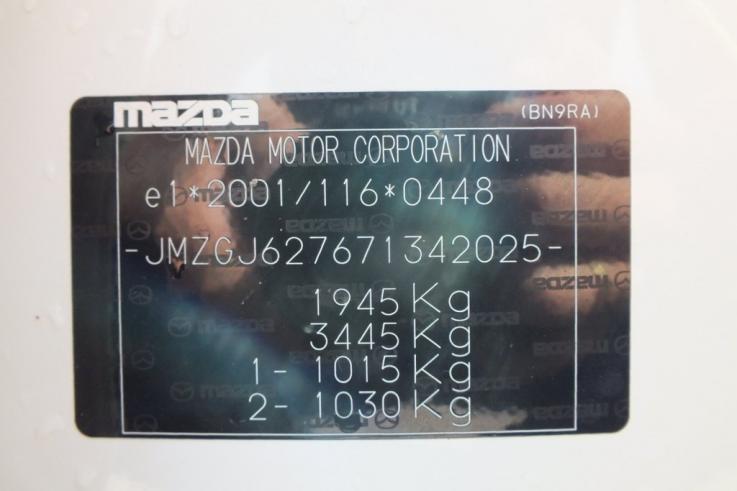 mazDa (BN9RA)
MAZDA MOTOR CORPORATION
e1*2001/116*0448
-JMZGJ627671342025-
1945 Kg
3445 Kg
1- 1015 Kg
2- 1030 Kg